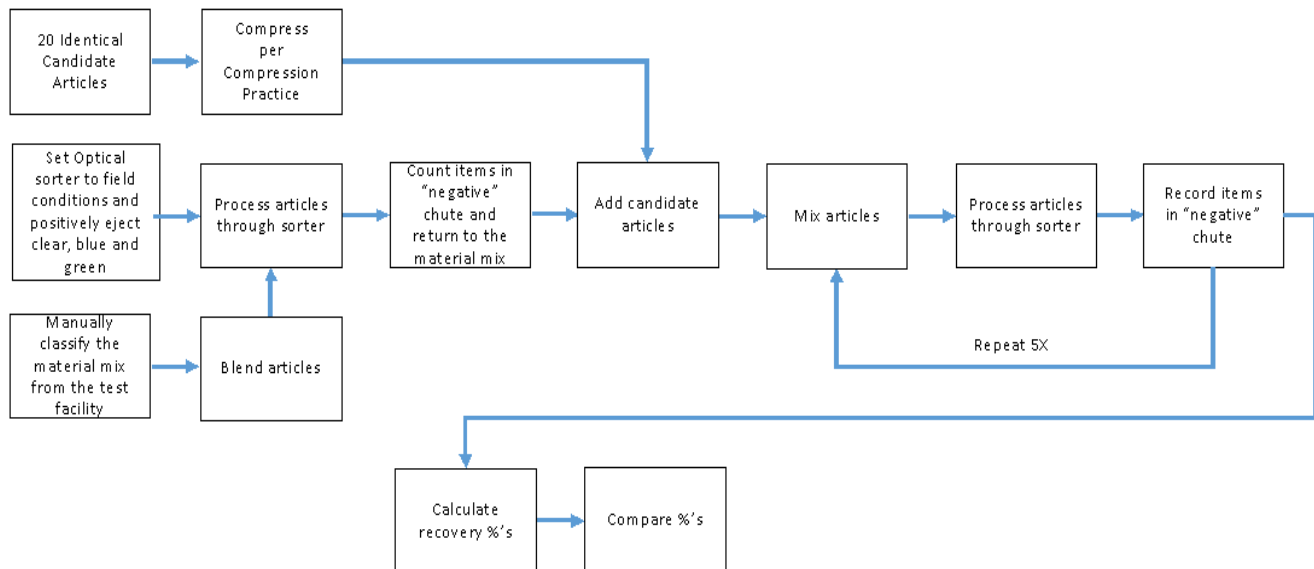 20 Identical
Candidate
Articles
Compress
per
Compression
Practice
Set Optical
sorter to field
conditions and
positively eject
clear, blue and
green
Process articles
through sorter
Count items in
“negative”
chute and
return to the
material mix
Add candidate
articles
Mix articles
Process articles
through sorter
Record items
in “negative”
chute
Manually
classify the
material mix
from the test
facility
Blend articles
Repeat 5X
Calculate
recovery %’s
Compare %’s